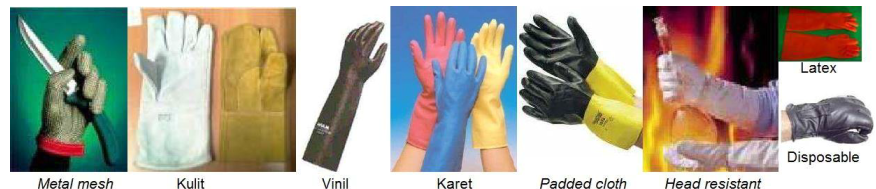 Metal mesh
Kulit
Vinil
Karet
Padded cloth
Head resistant
Latex
Disposable